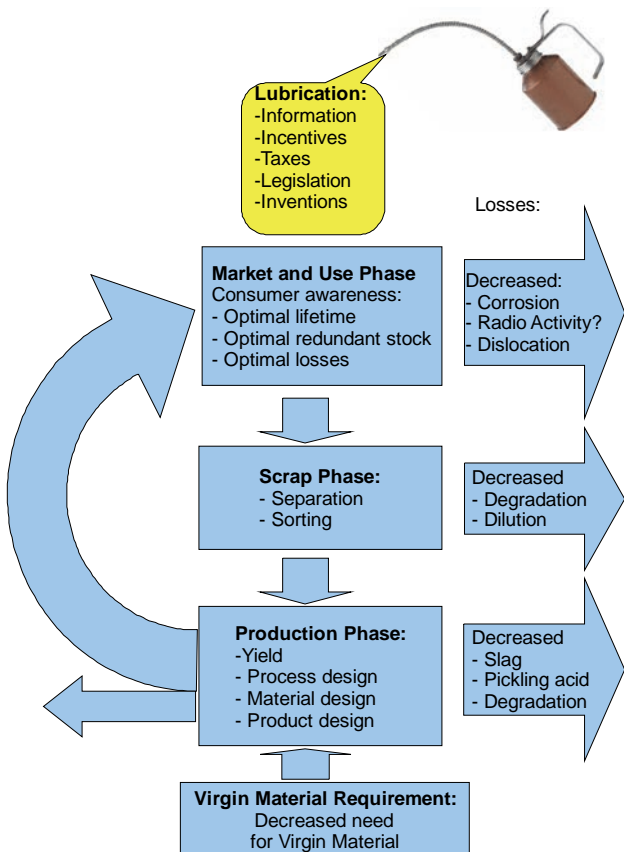 Lubrication:
-Information
-Incentives
-Taxes
-Legislation
-Inventions
Losses:
Market and Use Phase
Consumer awareness:
- Optimal lifetime
- Optimal redundant stock
- Optimal losses
Decreased:
- Corrosion
- Radio Activity?
- Dislocation
Scrap Phase:
- Separation
- Sorting
Decreased
- Degradation
- Dilution
Production Phase:
-Yield
- Process design
- Material design
- Product design
Decreased
- Slag
- Pickling acid
- Degradation
Virgin Material Requirement:
Decreased need
for Virgin Material